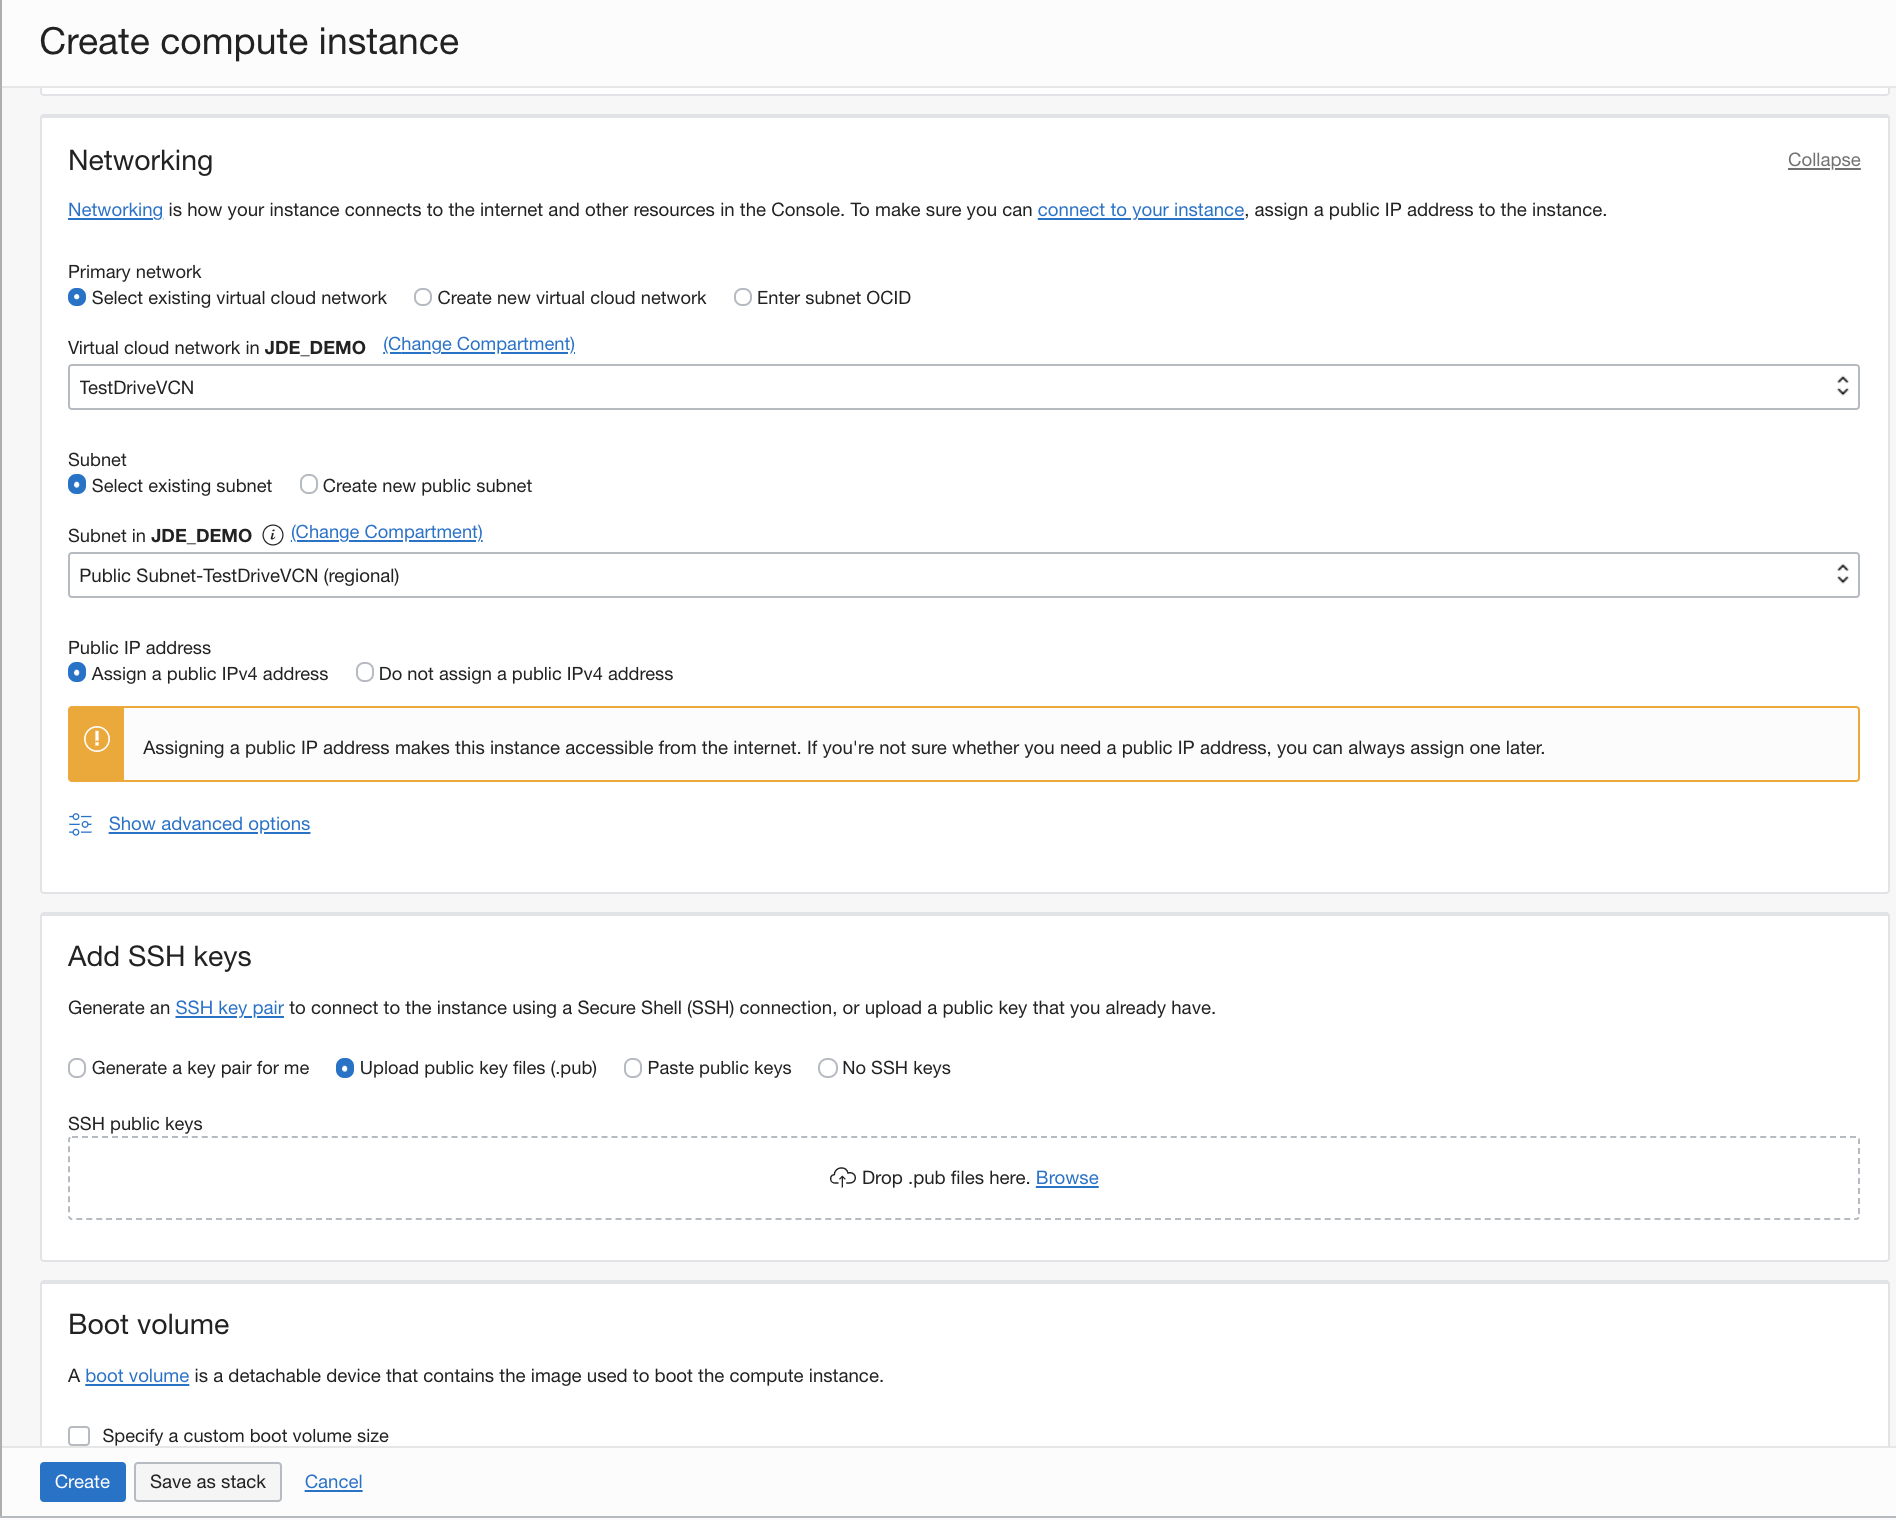 Create compute instance
Networking
Collapse
Networking is how your instance connects to the internet and other resources in the Console. To make sure you can connect to your instance, assign a public IP address to the instance.
Primary network
Select existing virtual cloud network Create new virtual cloud network Enter subnet OCID
Virtual cloud network in JDE_DEMO (Change Compartment)
TestDriveVCN
Subnet
Select existing subnet Create new public subnet
Subnet in JDE_DEMO (Change Compartment)
Public Subnet-TestDriveVCN (regional)
Public IP address
Assign a public IPv4 address Do not assign a public IPv4 address
Assigning a public IP address makes this instance accessible from the internet. If you're not sure whether you need a public IP address, you can always assign one later.
Show advanced options
Add SSH keys
Generate an SSH key pair to connect to the instance using a Secure Shell (SSH) connection, or upload a public key that you already have.
Generate a key pair for me Upload public key files (.pub) Paste public keys No SSH keys
SSH public keys
Drop .pub files here. Browse
Boot volume
A boot volume is a detachable device that contains the image used to boot the compute instance.
Specify a custom boot volume size
Create Save as stack Cancel